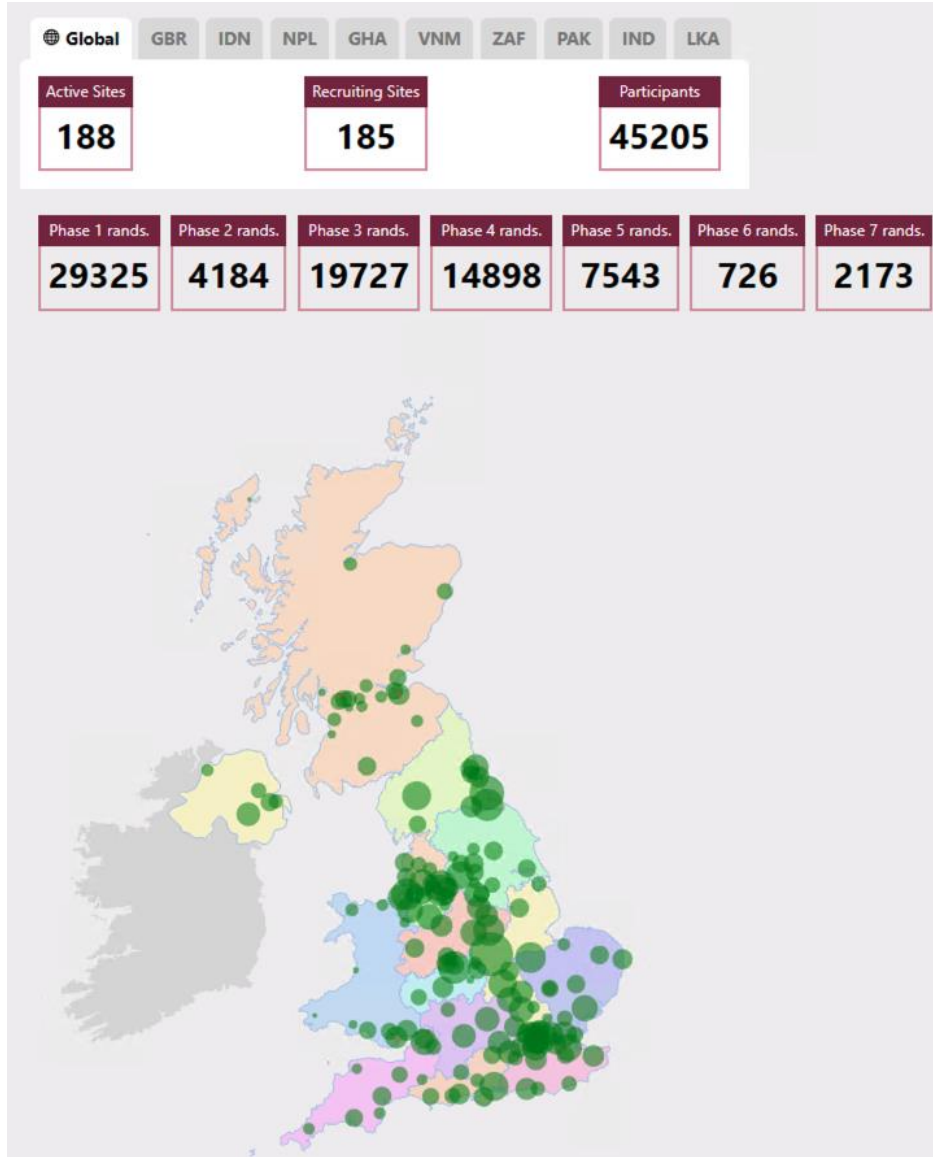 Global GBR IDN NPL GHA VNM ZAF PAK IND LKA
Active Sites Recruiting Sites Participants
188 185 45205
Phase 1 rands. Phase 2 rands. Phase 3 rands. Phase 4 rands. Phase 5 rands. Phase 6 rands. Phase 7 rands.
29325 4184 19727 14898 7543 726 2173